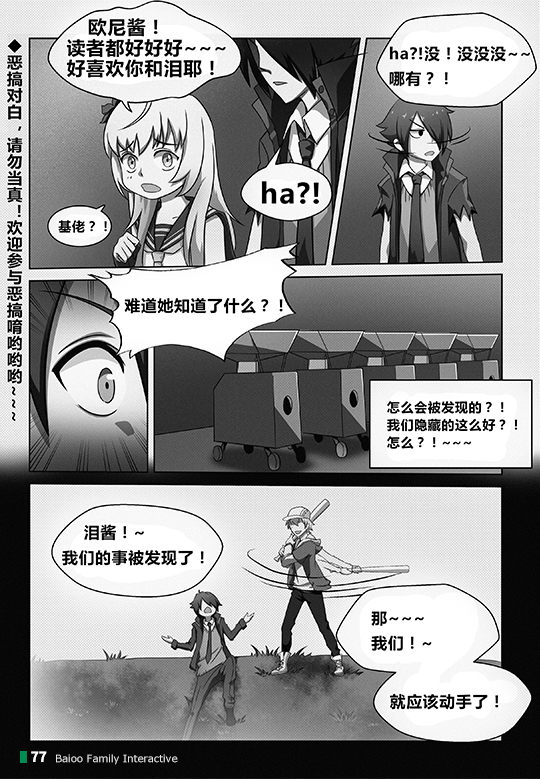 ◆恶搞对白，请勿当真！欢迎参与恶搞唷哟哟哟~~~
欧尼酱！
读者都好好好~~~
好喜欢你和泪耶！
基佬？！
ha?!
ha?!没！没没没~~
哪有？！
难道她知道了什么？！
怎么会被发现的？！
我们隐藏的这么好？！
怎么？！~~~
泪酱！~
我们的事被发现了！
那~~~
我们！~
就应该动手了！
77 Baioo Family Interactive